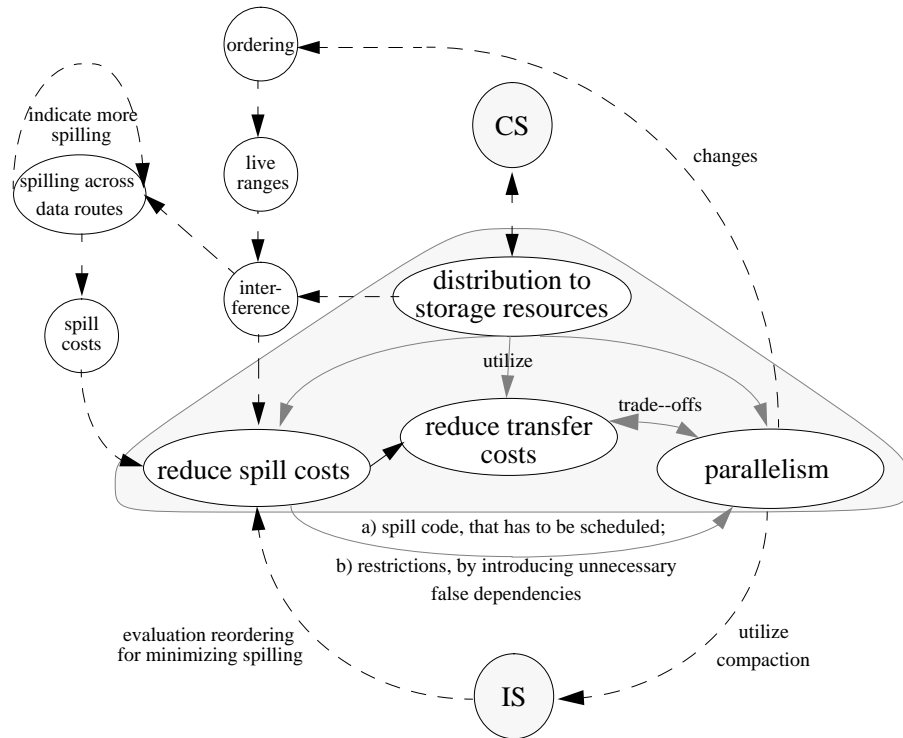 ordering
indicate more
spilling
CS
changes
live
ranges
spilling across
data routes
distribution to
storage resources
inter-
ference
spill
costs
utilize
trade--offs
reduce transfer
costs
reduce spill costs
parallelism
a) spill code, that has to be scheduled;
b) restrictions, by introducing unnecessary
false dependencies
evaluation reordering
for minimizing spilling
utilize
compaction
IS